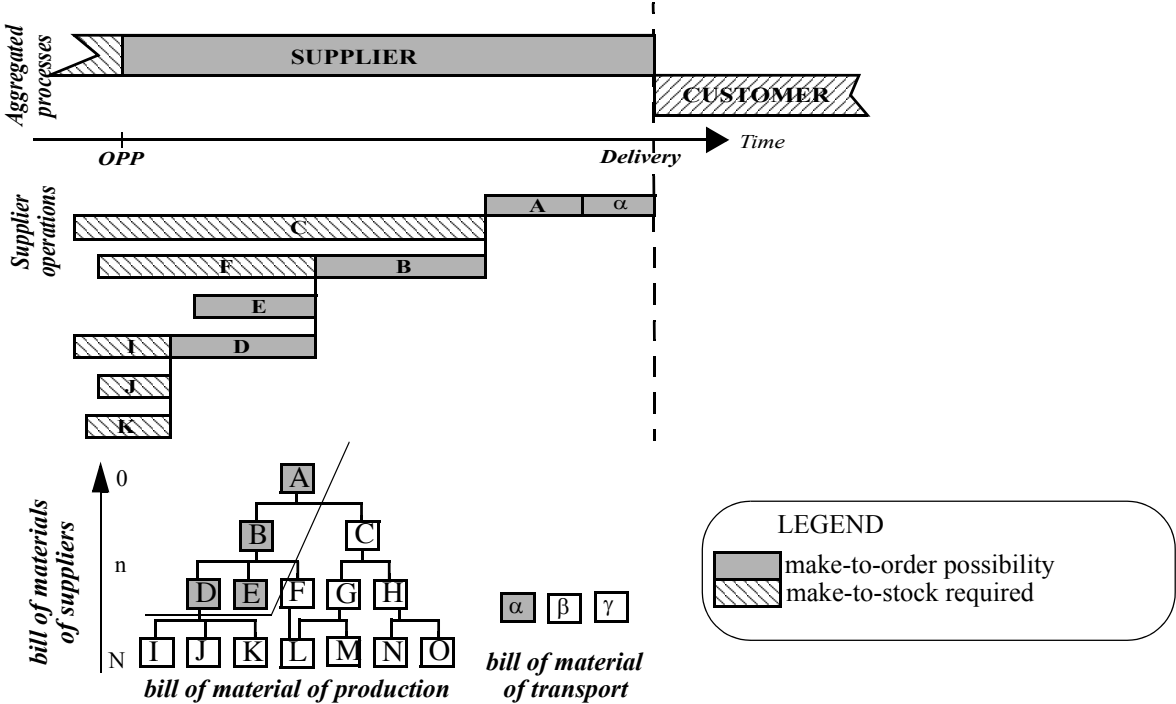 Aggregated
processes
SUPPLIER
CUSTOMER
OPP
Delivery
Time
Supplier
operations
A α
C
F B
E
I D
J
K
bill of materials
of suppliers
0
n
N
A
B C
D E F G H
I J K L M N O
bill of material of production
α β γ
bill of material
of transport
LEGEND
make-to-order possibility
make-to-stock required